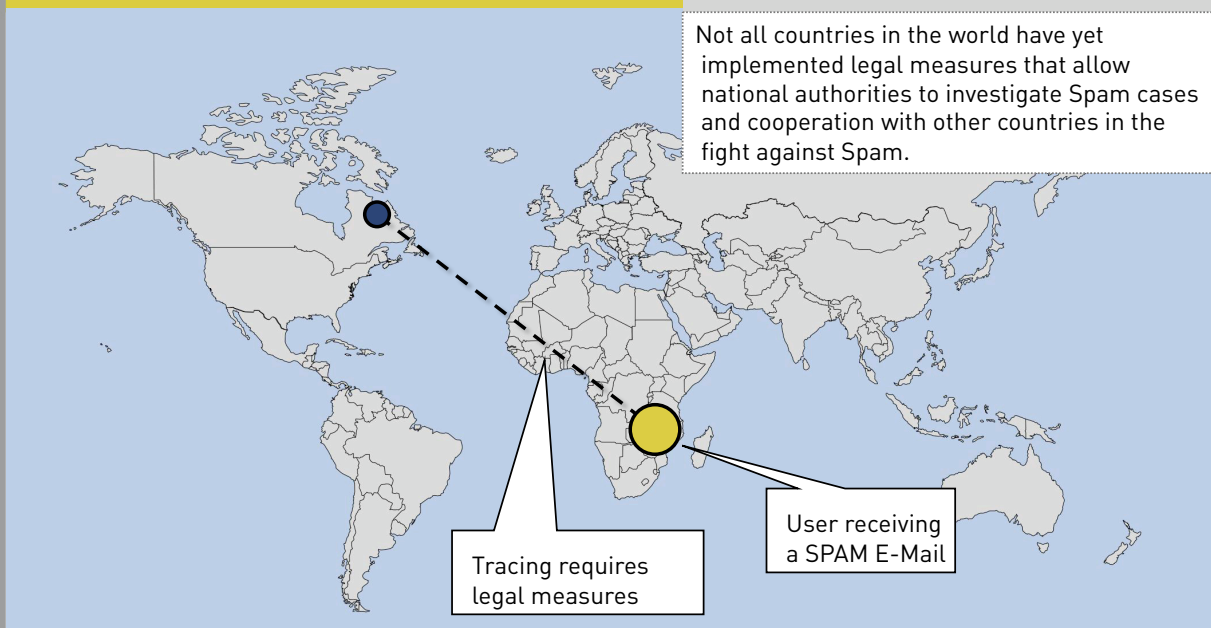 Not all countries in the world have yet
implemented legal measures that allow
national authorities to investigate Spam cases
and cooperation with other countries in the
fight against Spam.
Tracing requires
legal measures
User receiving
a SPAM E-Mail